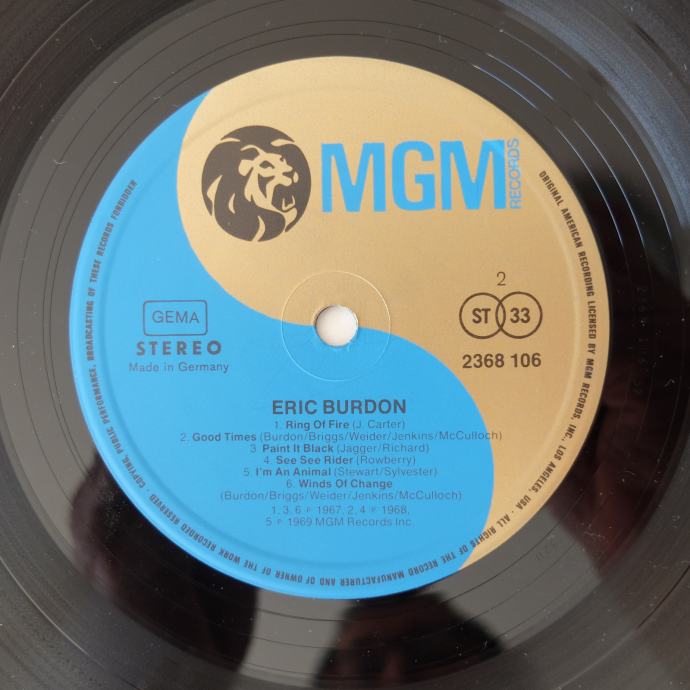 MGM
RECORDS
GEMA
STEREO
Made in Germany
2
ST 33
2368 106
ERIC BURDON
1. Ring Of Fire (J. Carter)
2. Good Times (Burdon/Briggs/Weider/Jenkins/McCulloch)
3. Paint It Black (Jagger/Richard)
4. See See Rider (Rowberry)
5. I'm An Animal (Stewart/Sylvester)
6. Winds Of Change
(Burdon/Briggs/Weider/Jenkins/McCulloch)
1, 3, 6 ℗ 1967, 2, 4 ℗ 1968,
5 ℗ 1969 MGM Records Inc.
ORIGINAL AMERICAN RECORDING LICENSED BY MGM RECORDS, INC., LOS ANGELES, USA · ALL RIGHTS OF THE RECORD MANUFACTURER AND OF OWNER OF THE WORK RECORDED RESERVED · COPYING, PUBLIC PERFORMANCE, BROADCASTING OF THESE RECORDS FORBIDDEN